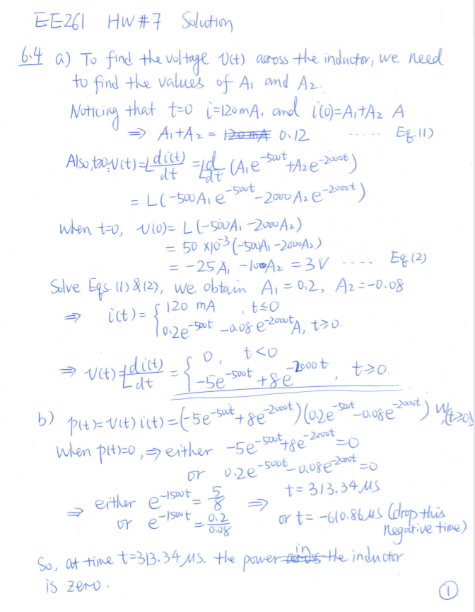 EE261 HW#7 Solution
6.4 a) To find the voltage v(t) across the inductor, we need
to find the values of A₁ and A₂.
Noticing that t=0 i=120mA, and i(0)=A₁+A₂ A
⇒ A₁+A₂ = 0.12 ..... Eq.(1)
Also, t≥0, v(t)=L di(t)/dt = L d/dt (A₁e^-500t +A₂e^-2000t)
= L(-500A₁e^-500t -2000A₂e^-2000t)
when t=0, v(0)= L(-500A₁ -2000A₂)
= 50 x10^-3 (-500A₁ -2000A₂)
= -25A₁ -100A₂ = 3V .... Eq(2)
Solve Eqs. (1) & (2), we obtain A₁ = 0.2, A₂ = -0.08
⇒ i(t) = { 120 mA , t≤0
0.2e^-500t -0.08e^-2000t A, t>0.
⇒ v(t)=L di(t)/dt = { 0, t<0
-5e^-500t +8e^-2000t, t>0.
b) p(t)=v(t)i(t)=(-5e^-500t+8e^-2000t)(0.2e^-500t-0.08e^-2000t) W, (t>0)
when p(t)=0, ⇒ either -5e^-500t+8e^-2000t=0
or 0.2e^-500t-0.08e^-2000t=0
⇒ either e^-1500t = 5/8 ⇒ t= 313.34 μs
or e^-1500t = 0.2/0.08 or t= -610.86μs (drop this
negative time)
So, at time t=313.34 μs. the power in the inductor
is zero.
1